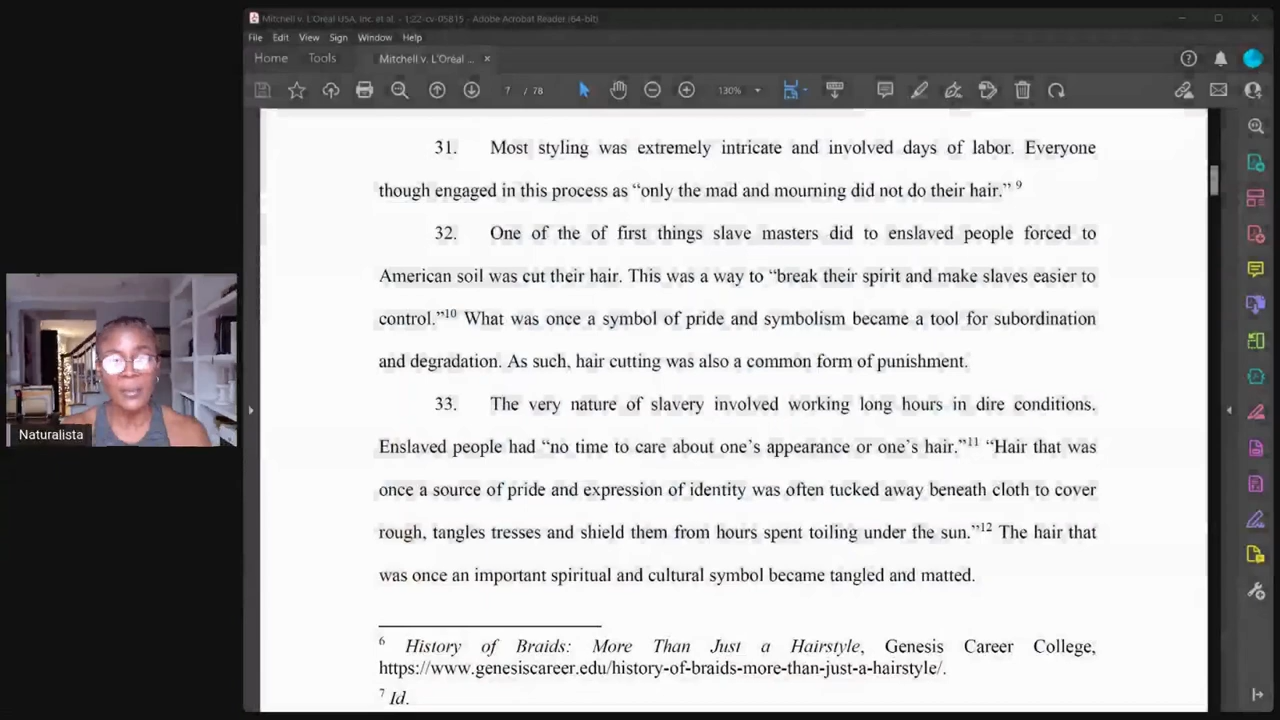 Mitchell v. L'Oréal USA, Inc. et al. - 1:22-cv-05815 - Adobe Acrobat Reader (64-bit)
File Edit View Sign Window Help
Home Tools Mitchell v. L'Oréal ... ×
7 / 78 130%
31. Most styling was extremely intricate and involved days of labor. Everyone
though engaged in this process as “only the mad and mourning did not do their hair.” 9
32. One of the of first things slave masters did to enslaved people forced to
American soil was cut their hair. This was a way to “break their spirit and make slaves easier to
control.”10 What was once a symbol of pride and symbolism became a tool for subordination
and degradation. As such, hair cutting was also a common form of punishment.
33. The very nature of slavery involved working long hours in dire conditions.
Enslaved people had “no time to care about one’s appearance or one’s hair.”11 “Hair that was
once a source of pride and expression of identity was often tucked away beneath cloth to cover
rough, tangles tresses and shield them from hours spent toiling under the sun.”12 The hair that
was once an important spiritual and cultural symbol became tangled and matted.
6 History of Braids: More Than Just a Hairstyle, Genesis Career College,
https://www.genesiscareer.edu/history-of-braids-more-than-just-a-hairstyle/.
7 Id.
Naturalista